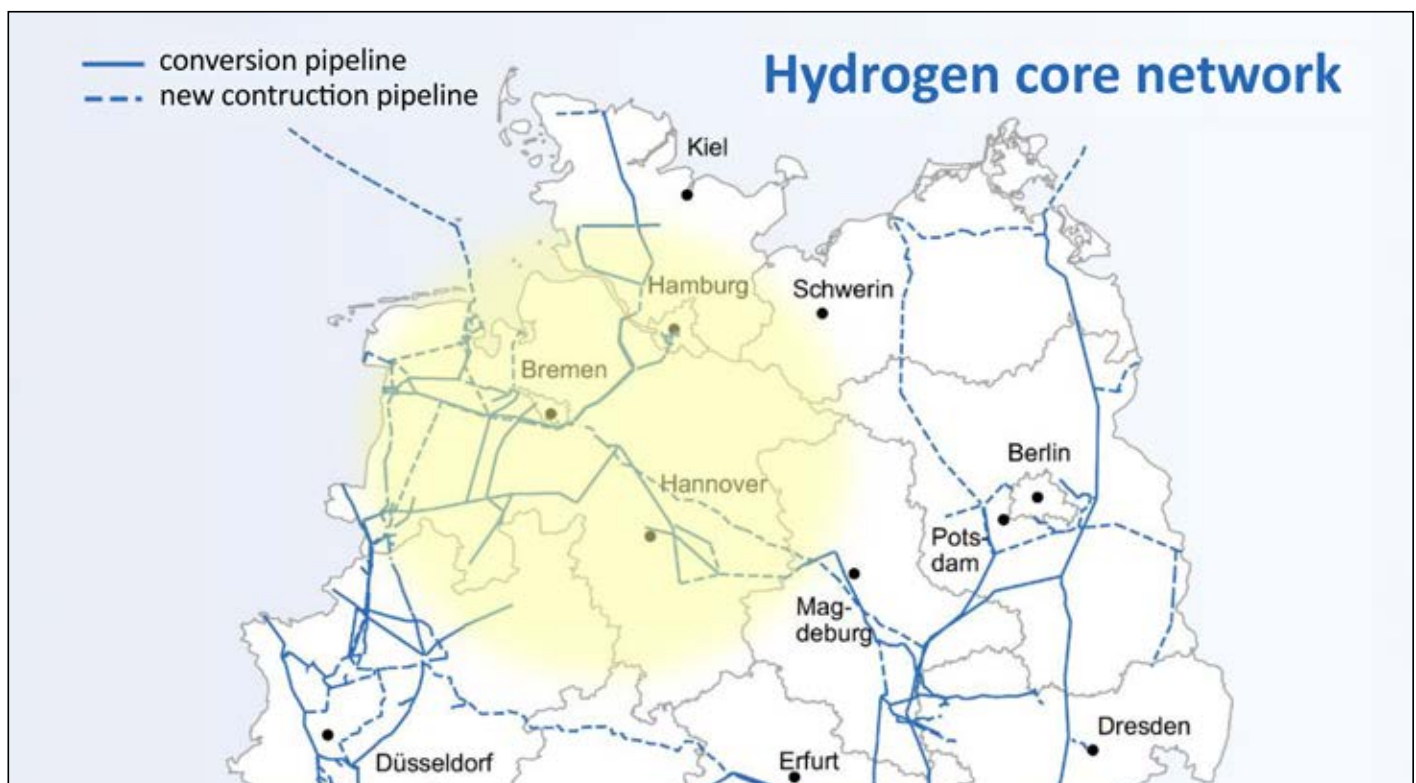 conversion pipeline
new contruction pipeline
Hydrogen core network
Kiel
Hamburg
Schwerin
Bremen
Berlin
Hannover
Pots-
dam
Mag-
deburg
Dresden
Düsseldorf
Erfurt